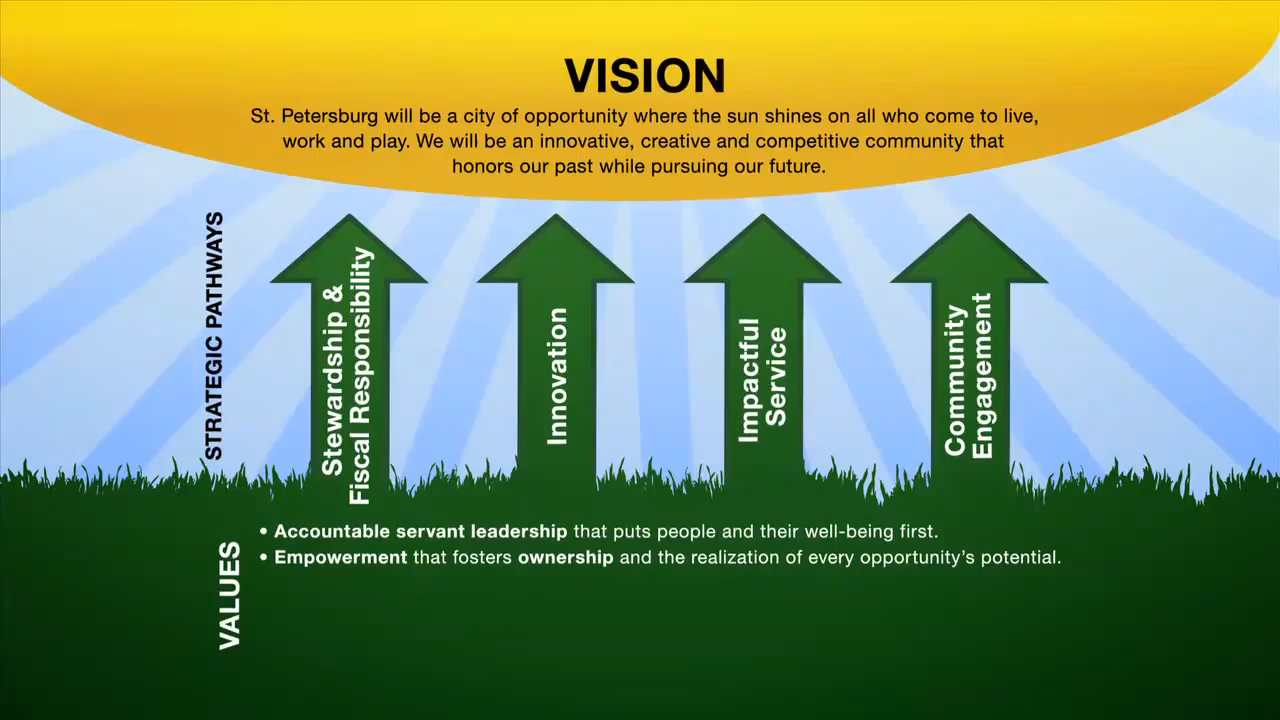 VISION
St. Petersburg will be a city of opportunity where the sun shines on all who come to live,
work and play. We will be an innovative, creative and competitive community that
honors our past while pursuing our future.
STRATEGIC PATHWAYS
Stewardship &
Fiscal Responsibility
Innovation
Impactful
Service
Community
Engagement
VALUES
• Accountable servant leadership that puts people and their well-being first.
• Empowerment that fosters ownership and the realization of every opportunity’s potential.